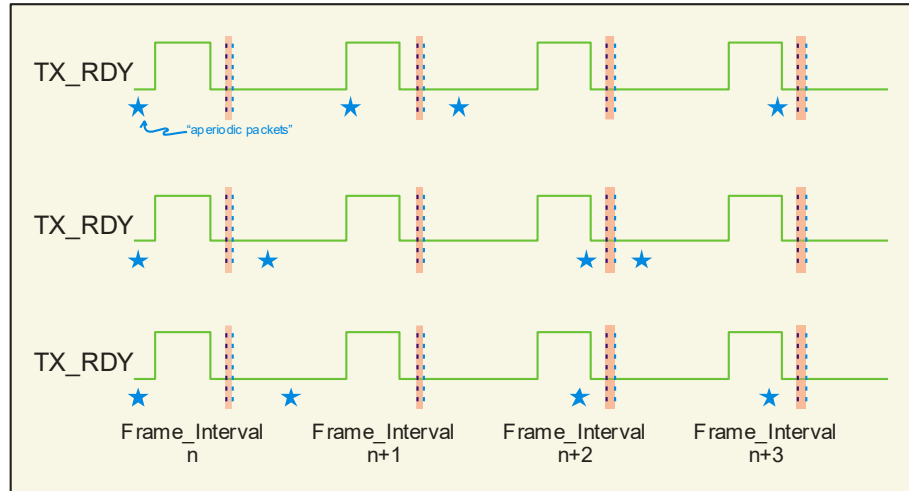 TX_RDY
“aperiodic packets”
TX_RDY
TX_RDY
Frame_Interval
n
Frame_Interval
n+1
Frame_Interval
n+2
Frame_Interval
n+3